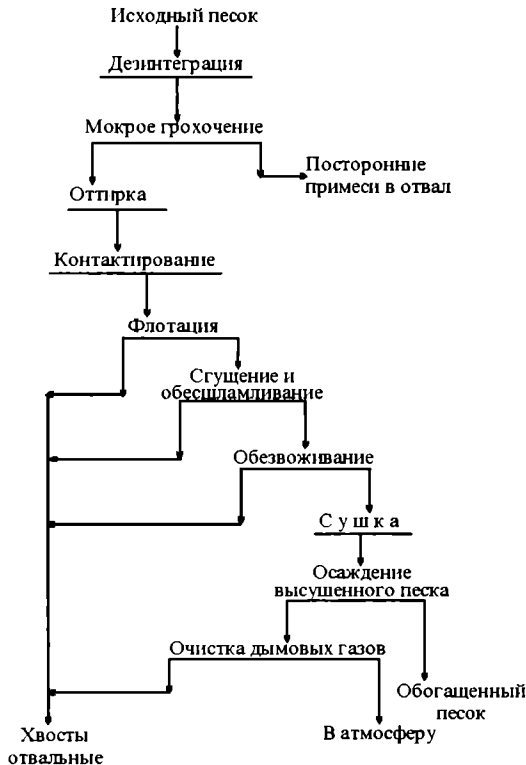 Исходный песок
Дезинтеграция
Мокрое грохочение
Посторонние
примеси в отвал
Оттирка
Контактирование
Флотация
Сгущение и
обесшламливание
Обезвоживание
С у ш к а
Осаждение
высушенного песка
Очистка дымовых газов
Обогащенный
песок
Хвосты
отвальные
В атмосферу